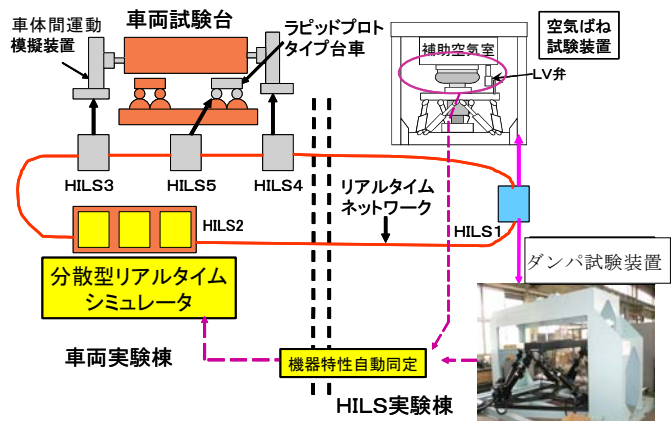 車両試験台
車体間運動
模擬装置
ラピッドプロト
タイプ台車
補助空気室
空気ばね
試験装置
LV弁
HILS3
HILS5
HILS4
HILS2
リアルタイム
ネットワーク
HILS1
分散型リアルタイム
シミュレータ
ダンパ試験装置
車両実験棟
機器特性自動同定
HILS実験棟